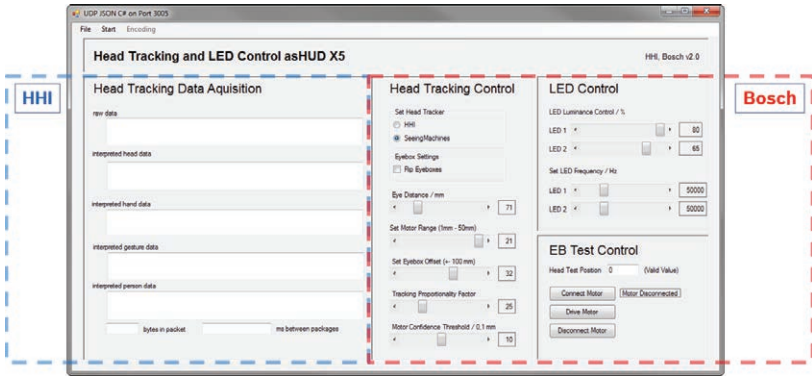 UDP JSON C# on Port 3005
File Start Encoding
Head Tracking and LED Control asHUD X5
HHI, Bosch v2.0
HHI
Head Tracking Data Aquisition
raw data
interpreted head data
interpreted hand data
interpreted gesture data
interpreted person data
bytes in packet
ms between packages
Head Tracking Control
Set Head Tracker
HHI
SeeingMachines
Eyebox Settings
Flip Eyeboxes
Eye Distance / mm
71
Set Motor Range (1mm - 50mm)
21
Set Eyebox Offset (+- 100 mm)
32
Tracking Proportionality Factor
25
Motor Confidence Threshold / 0,1 mm
10
LED Control
LED Luminance Control / %
LED 1 80
LED 2 65
Set LED Frequency / Hz
LED 1 50000
LED 2 50000
EB Test Control
Head Test Postion 0 (Valid Value)
Connect Motor Motor Disconnected
Drive Motor
Disconnect Motor
Bosch